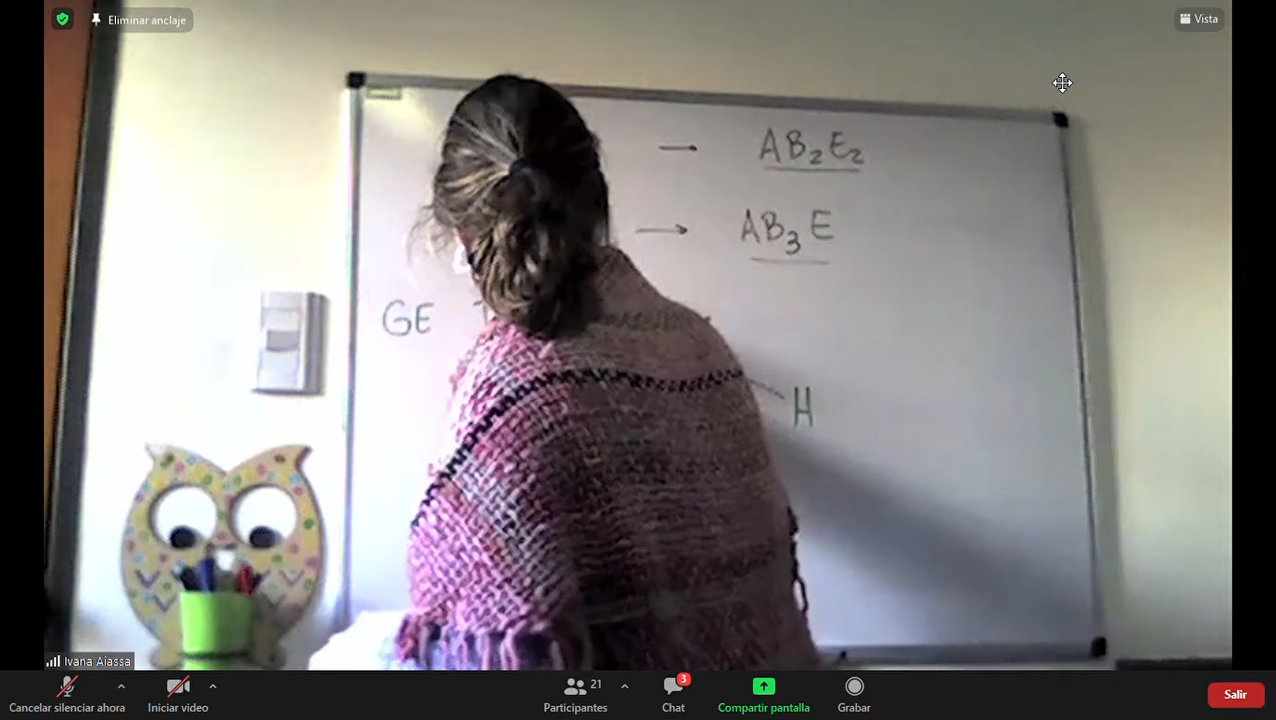 Eliminar anclaje
Vista
→ AB₂E₂
→ AB₃E
GE
H
Ivana Aiassa
Cancelar silenciar ahora
Iniciar video
21
Participantes
3
Chat
Compartir pantalla
Grabar
Salir